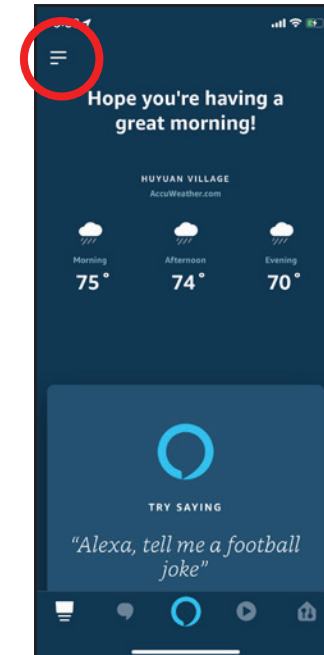 Hope you're having a
great morning!
HUYUAN VILLAGE
AccuWeather.com
Morning Afternoon Evening
75° 74° 70°
TRY SAYING
"Alexa, tell me a football
joke"